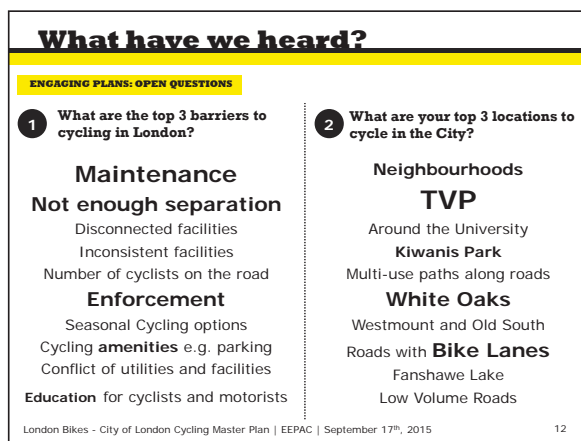 What have we heard?
ENGAGING PLANS: OPEN QUESTIONS
1
What are the top 3 barriers to
cycling in London?
Maintenance
Not enough separation
Disconnected facilities
Inconsistent facilities
Number of cyclists on the road
Enforcement
Seasonal Cycling options
Cycling amenities e.g. parking
Conflict of utilities and facilities
Education for cyclists and motorists
2
What are your top 3 locations to
cycle in the City?
Neighbourhoods
TVP
Around the University
Kiwanis Park
Multi-use paths along roads
White Oaks
Westmount and Old South
Roads with Bike Lanes
Fanshawe Lake
Low Volume Roads
London Bikes - City of London Cycling Master Plan | EEPAC | September 17th, 2015
12